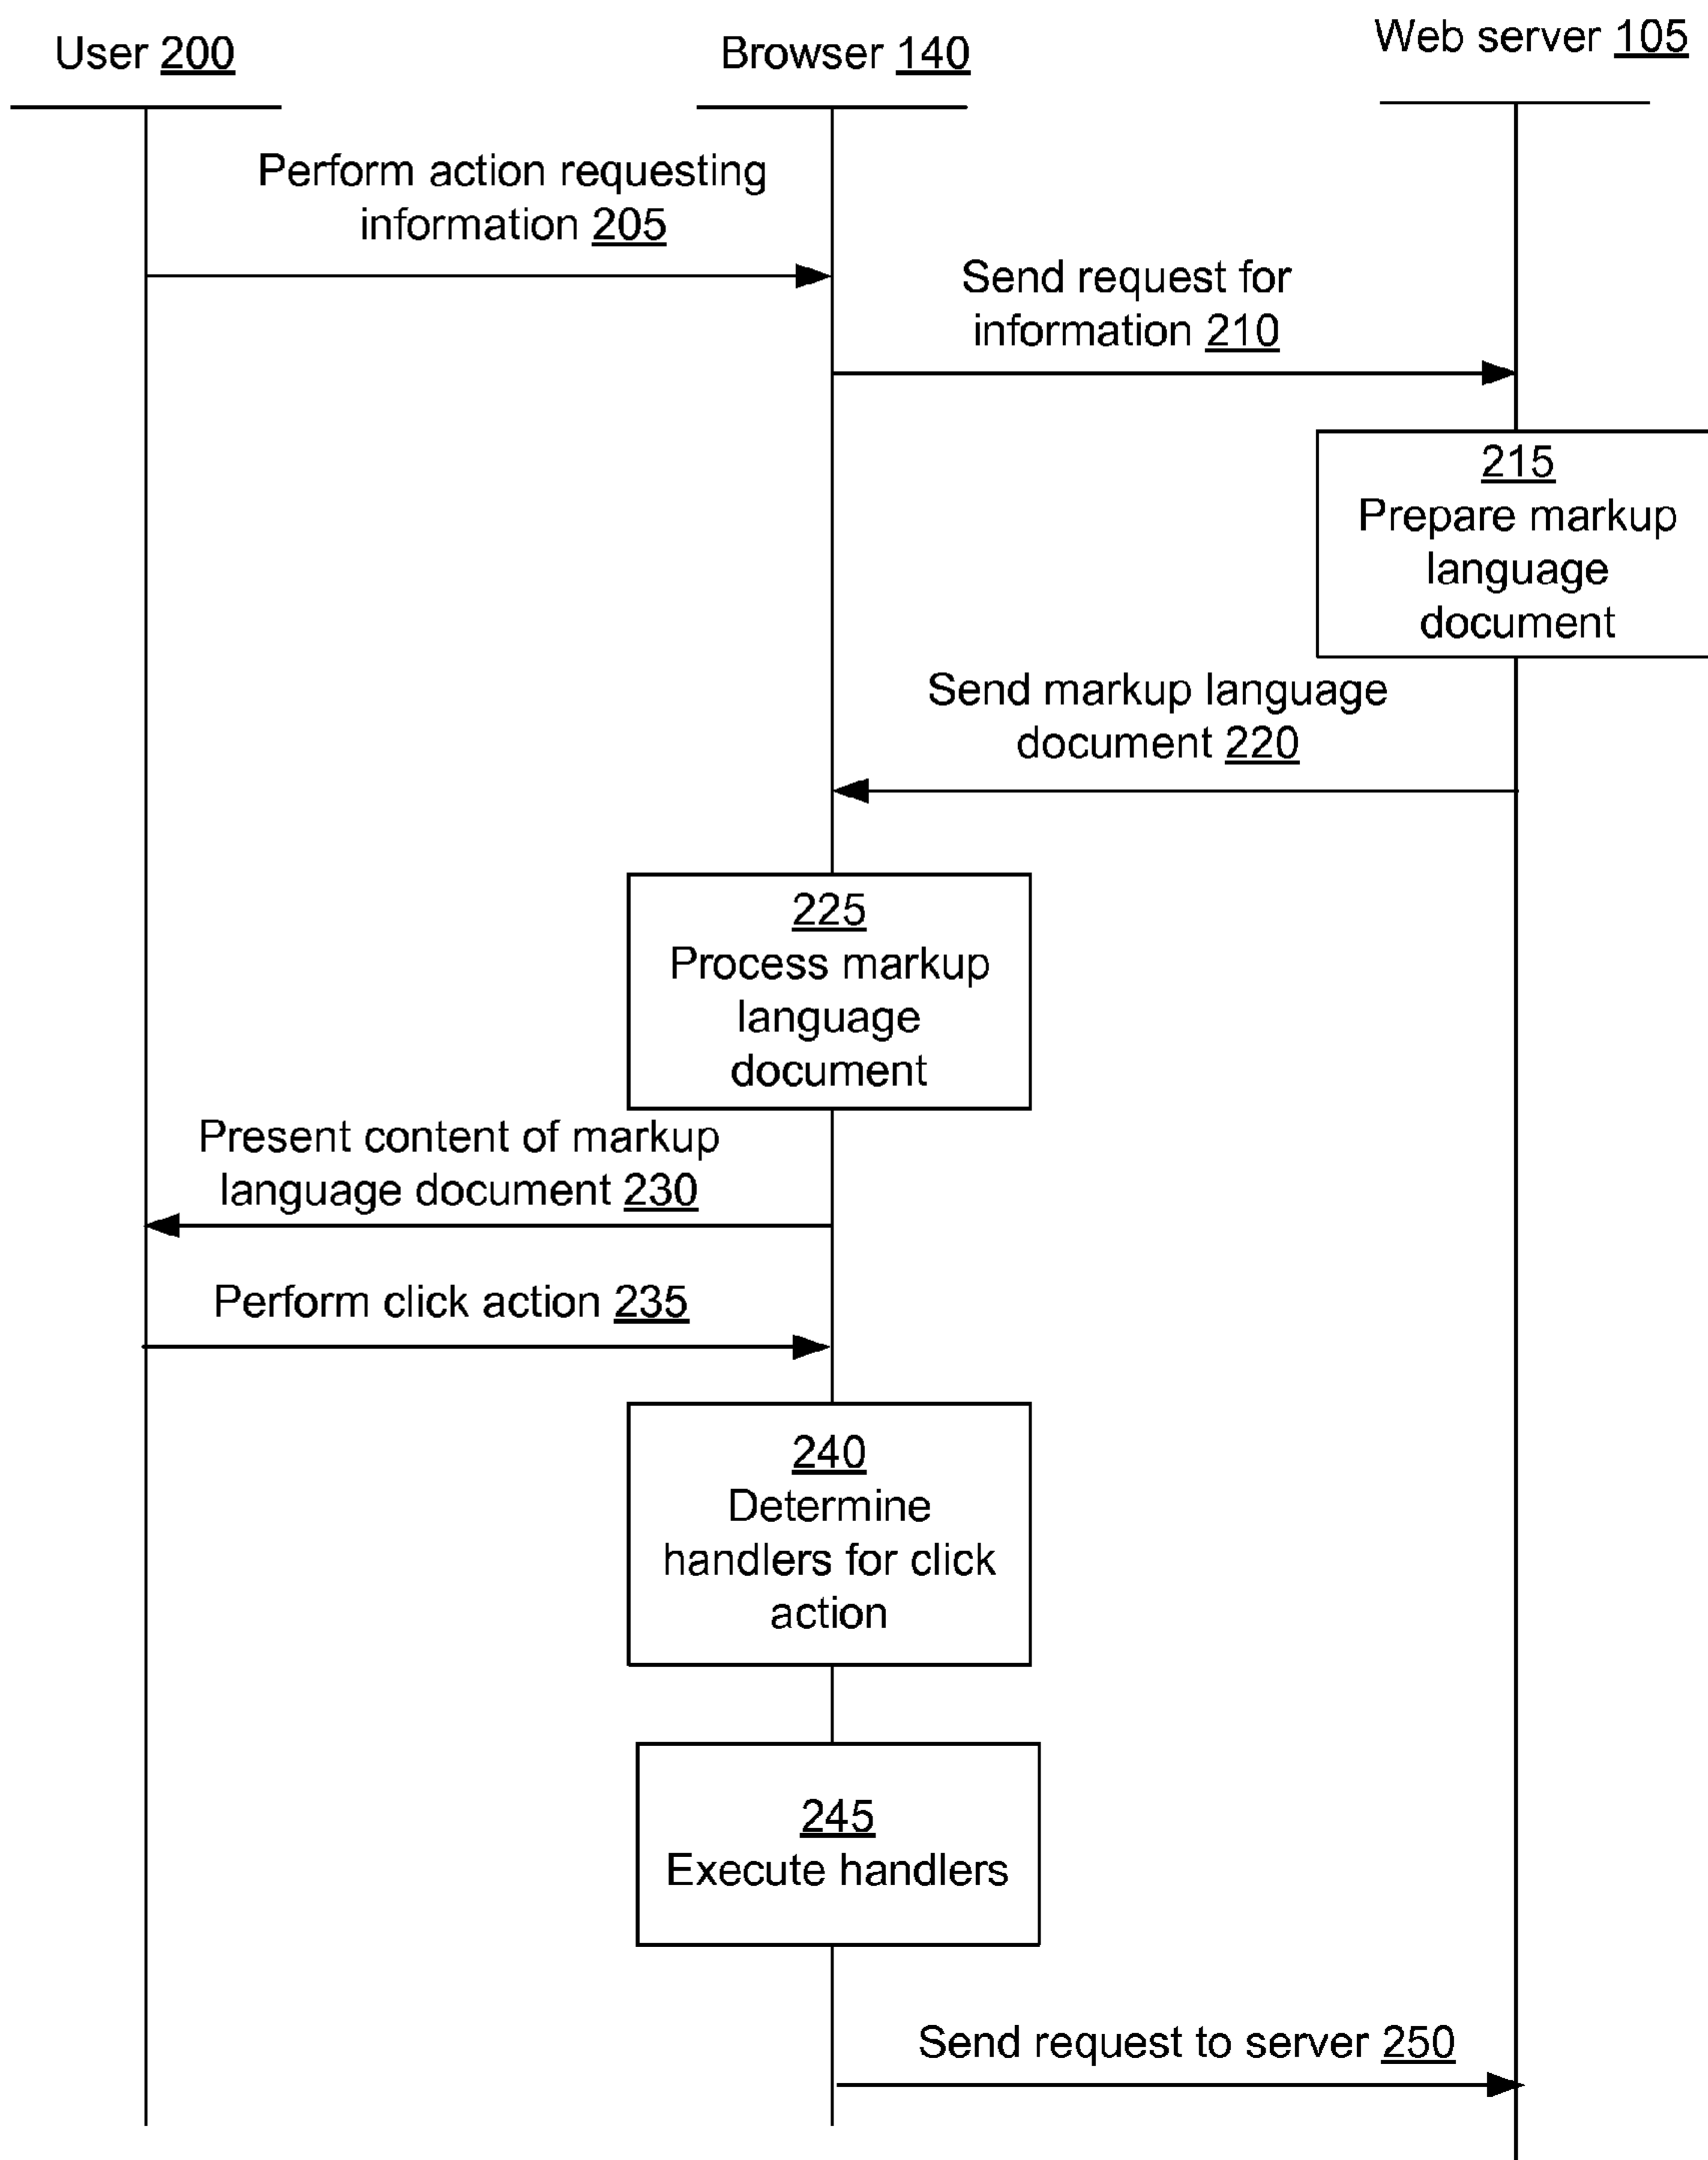 User 200
Browser 140
Web server 105
Perform action requesting
information 205
Send request for
information 210
215
Prepare markup
language
document
Send markup language
document 220
225
Process markup
language
document
Present content of markup
language document 230
Perform click action 235
240
Determine
handlers for click
action
245
Execute handlers
Send request to server 250